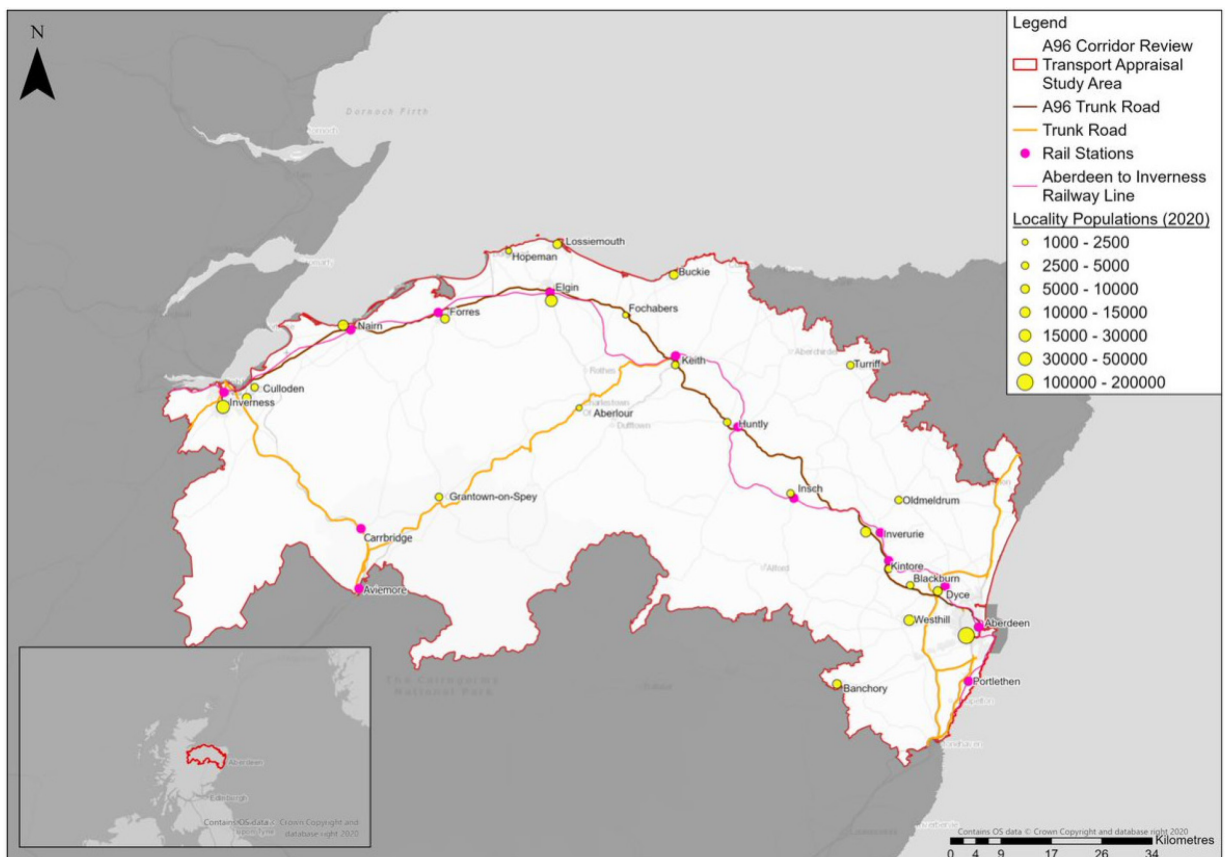 N
Legend
A96 Corridor Review
Transport Appraisal
Study Area
A96 Trunk Road
Trunk Road
Rail Stations
Aberdeen to Inverness
Railway Line
Locality Populations (2020)
1000 - 2500
2500 - 5000
5000 - 10000
10000 - 15000
15000 - 30000
30000 - 50000
100000 - 200000
Dornoch Firth
Lossiemouth
Hopeman
Buckie
Elgin
Forres
Fochabers
Nairn
Keith
Aberchirder
Turriff
Rothes
Culloden
Inverness
Charlestown
Aberlour
Dufftown
Huntly
Grantown-on-Spey
Insch
Oldmeldrum
Carrbridge
Inverurie
Kintore
Alford
Blackburn
Dyce
Aviemore
Westhill
Aberdeen
The Cairngorms
National Park
Banchory
Portlethen
Aberdeen
Edinburgh
Contains OS data © Crown Copyright and
database right 2020
Contains OS data © Crown Copyright and database right 2020
Kilometres
0 4 9 17 26 34